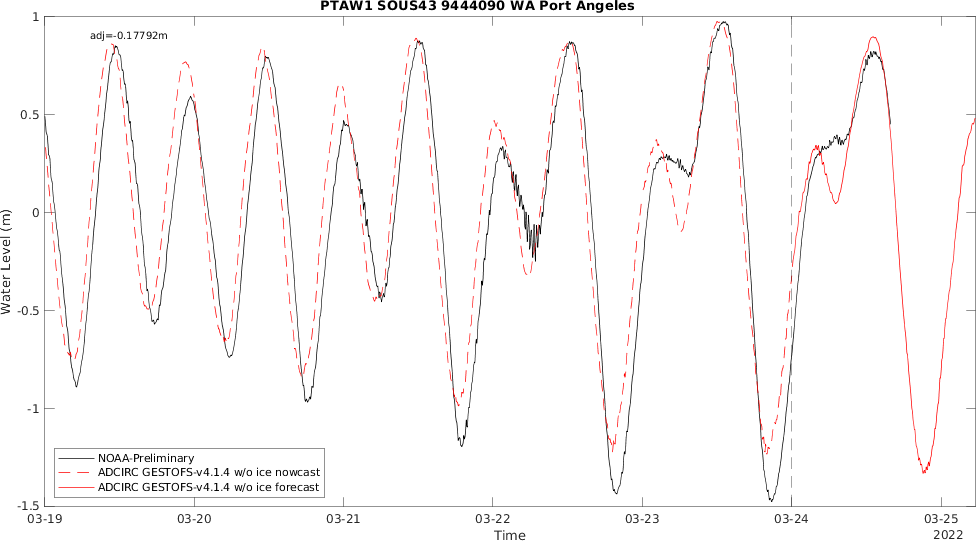 PTAW1 SOUS43 9444090 WA Port Angeles
adj=-0.17792m
1
0.5
0
-0.5
-1
-1.5
Water Level (m)
NOAA-Preliminary
ADCIRC GESTOFS-v4.1.4 w/o ice nowcast
ADCIRC GESTOFS-v4.1.4 w/o ice forecast
03-19 03-20 03-21 03-22 03-23 03-24 03-25
Time
2022